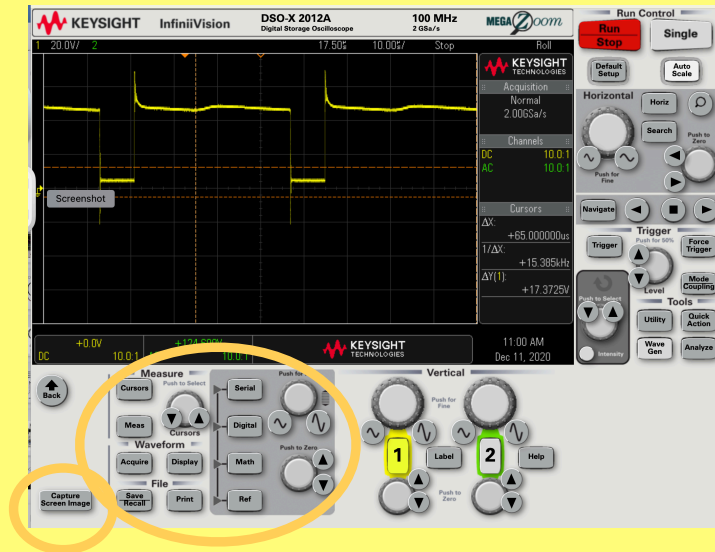 KEYSIGHT InfiniiVision DSO-X 2012A 100 MHz MEGA Zoom
TECHNOLOGIES Digital Storage Oscilloscope 2 GSa/s
1 20.0V/ 2 17.50% 10.00%/ Stop Roll
KEYSIGHT
TECHNOLOGIES
Acquisition
Normal
2.00GSa/s
Channels
DC 10.0:1
AC 10.0:1
Cursors
ΔX:
+65.000000us
1/ΔX:
+15.385kHz
ΔY(1):
+17.3725V
Screenshot
+0.0V
DC 10.0:1 10.0:1
KEYSIGHT
TECHNOLOGIES
11:00 AM
Dec 11, 2020
Run Control
Run
Stop
Single
Default
Setup
Auto
Scale
Horizontal
Horiz
Search
Push to
Zero
Push for
Fine
Navigate
Trigger
Trigger
Push for 50%
Force
Trigger
Level
Mode
Coupling
Push to Select
Intensity
Tools
Utility
Quick
Action
Wave
Gen
Analyze
Back
Measure
Cursors
Push to Select
Meas
Cursors
Waveform
Acquire
Display
File
Save
Recall
Print
Capture
Screen Image
Serial
Digital
Math
Ref
Push for
Push to Zero
Vertical
Push for
Fine
1
Label
2
Help
Push to
Zero